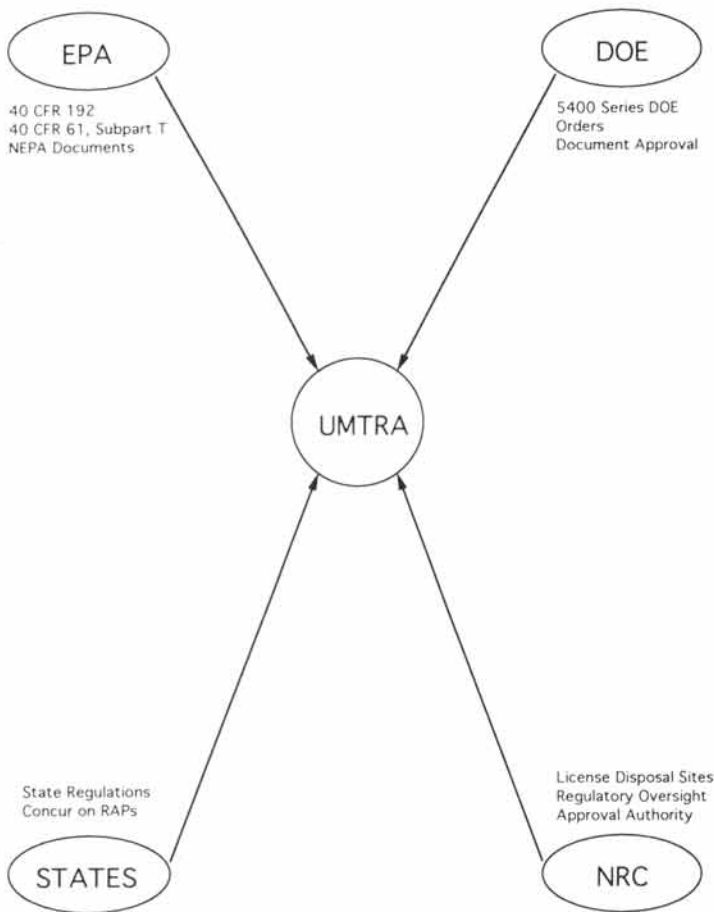 EPA
40 CFR 192
40 CFR 61, Subpart T
NEPA Documents
DOE
5400 Series DOE
Orders
Document Approval
UMTRA
State Regulations
Concur on RAPs
STATES
License Disposal Sites
Regulatory Oversight
Approval Authority
NRC